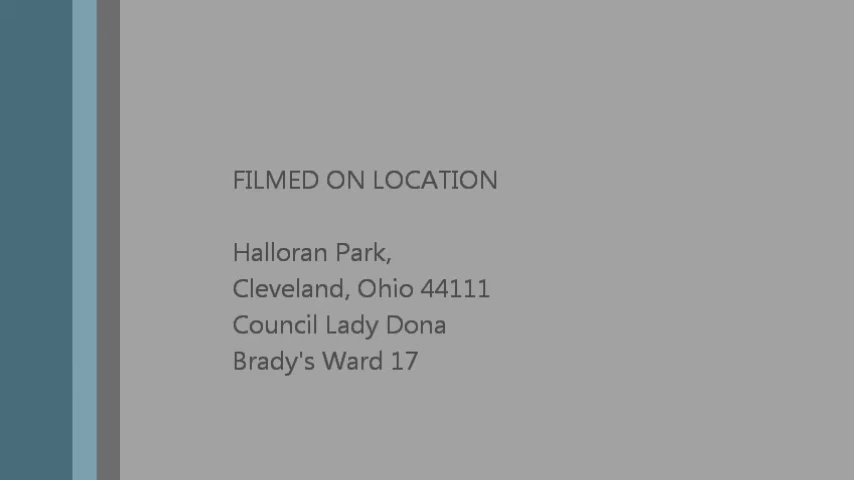 FILMED ON LOCATION
Halloran Park,
Cleveland, Ohio 44111
Council Lady Dona
Brady's Ward 17